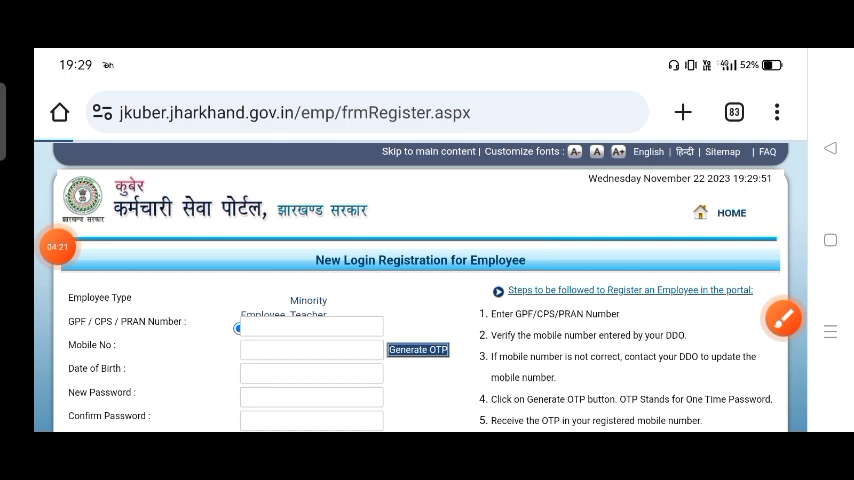 19:29
52%
jkuber.jharkhand.gov.in/emp/frmRegister.aspx
83
Skip to main content | Customize fonts : A- A A+ English | हिन्दी | Sitemap | FAQ
Wednesday November 22 2023 19:29:51
कुबेर
कर्मचारी सेवा पोर्टल, झारखण्ड सरकार
झारखण्ड सरकार
HOME
04:21
New Login Registration for Employee
Employee Type
Employee
Minority
Teacher
GPF / CPS / PRAN Number :
Mobile No :
Generate OTP
Date of Birth :
New Password :
Confirm Password :
Steps to be followed to Register an Employee in the portal:
1. Enter GPF/CPS/PRAN Number
2. Verify the mobile number entered by your DDO.
3. If mobile number is not correct, contact your DDO to update the
mobile number.
4. Click on Generate OTP button. OTP Stands for One Time Password.
5. Receive the OTP in your registered mobile number.